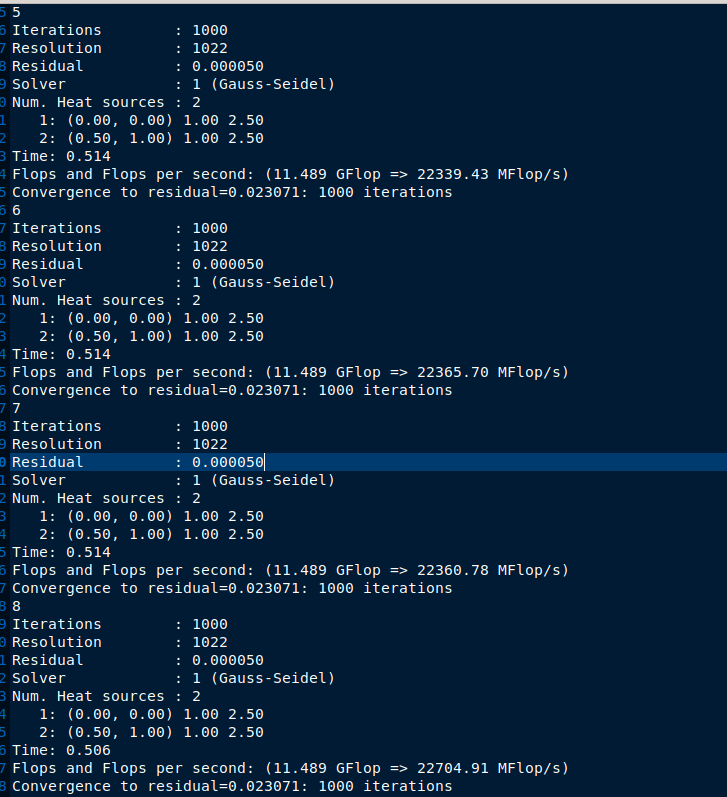 5 5
6 Iterations        : 1000
7 Resolution        : 1022
8 Residual          : 0.000050
9 Solver            : 1 (Gauss-Seidel)
0 Num. Heat sources : 2
1    1: (0.00, 0.00) 1.00 2.50
2    2: (0.50, 1.00) 1.00 2.50
3 Time: 0.514
4 Flops and Flops per second: (11.489 GFlop => 22339.43 MFlop/s)
5 Convergence to residual=0.023071: 1000 iterations
6 6
7 Iterations        : 1000
8 Resolution        : 1022
9 Residual          : 0.000050
0 Solver            : 1 (Gauss-Seidel)
1 Num. Heat sources : 2
2    1: (0.00, 0.00) 1.00 2.50
3    2: (0.50, 1.00) 1.00 2.50
4 Time: 0.514
5 Flops and Flops per second: (11.489 GFlop => 22365.70 MFlop/s)
6 Convergence to residual=0.023071: 1000 iterations
7 7
8 Iterations        : 1000
9 Resolution        : 1022
0 Residual          : 0.000050
1 Solver            : 1 (Gauss-Seidel)
2 Num. Heat sources : 2
3    1: (0.00, 0.00) 1.00 2.50
4    2: (0.50, 1.00) 1.00 2.50
5 Time: 0.514
6 Flops and Flops per second: (11.489 GFlop => 22360.78 MFlop/s)
7 Convergence to residual=0.023071: 1000 iterations
8 8
9 Iterations        : 1000
0 Resolution        : 1022
1 Residual          : 0.000050
2 Solver            : 1 (Gauss-Seidel)
3 Num. Heat sources : 2
4    1: (0.00, 0.00) 1.00 2.50
5    2: (0.50, 1.00) 1.00 2.50
6 Time: 0.506
7 Flops and Flops per second: (11.489 GFlop => 22704.91 MFlop/s)
8 Convergence to residual=0.023071: 1000 iterations